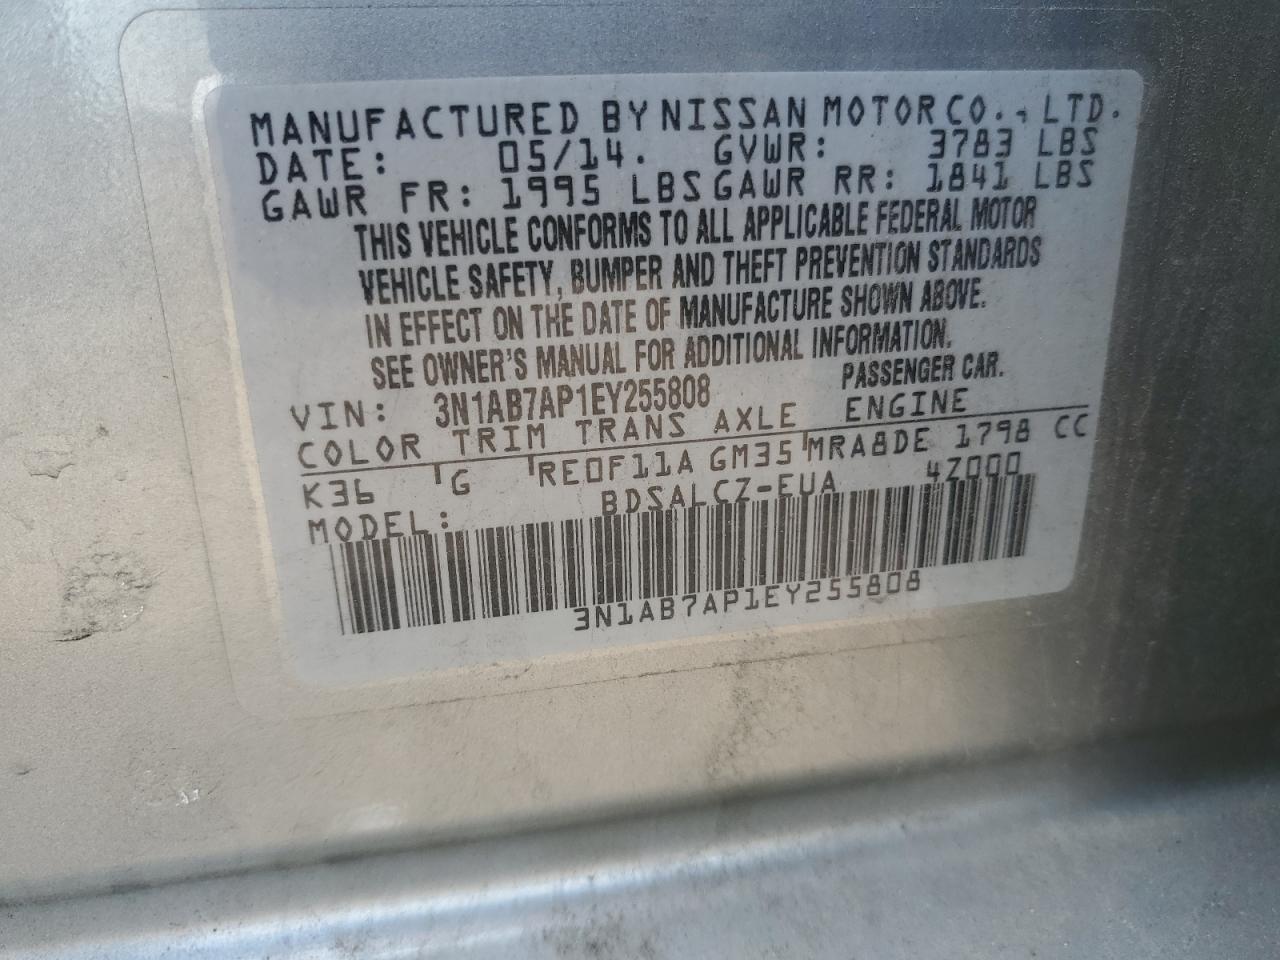 MANUFACTURED BY NISSAN MOTOR CO., LTD.
DATE: 05/14. GVWR: 3783 LBS
GAWR FR: 1995 LBS GAWR RR: 1841 LBS
THIS VEHICLE CONFORMS TO ALL APPLICABLE FEDERAL MOTOR
VEHICLE SAFETY, BUMPER AND THEFT PREVENTION STANDARDS
IN EFFECT ON THE DATE OF MANUFACTURE SHOWN ABOVE.
SEE OWNER'S MANUAL FOR ADDITIONAL INFORMATION.
VIN: 3N1AB7AP1EY255808 PASSENGER CAR.
COLOR TRIM TRANS AXLE ENGINE
K36 G RE0F11A GM35 MRA8DE 1798 CC
MODEL: BDSALCZ-EUA 4Z000
3N1AB7AP1EY255808